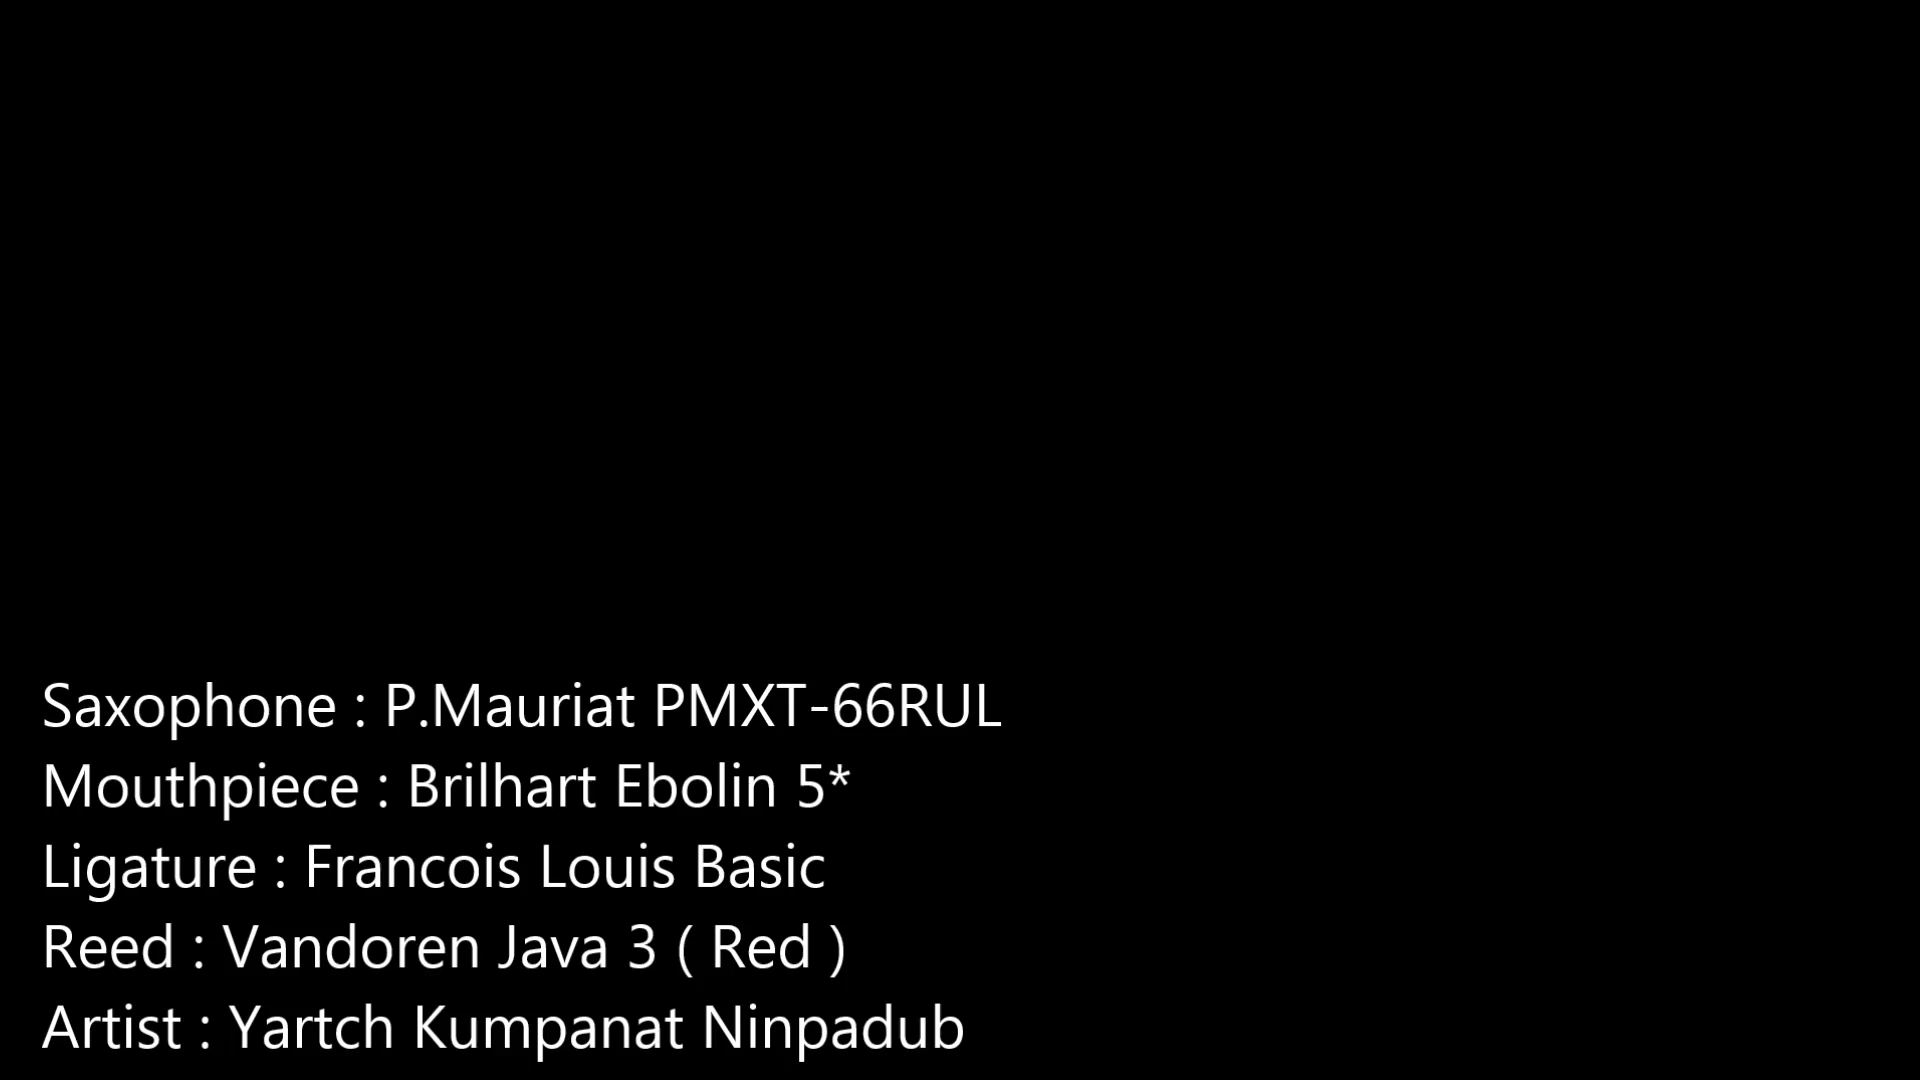 Saxophone : P.Mauriat PMXT-66RUL
Mouthpiece : Brilhart Ebolin 5*
Ligature : Francois Louis Basic
Reed : Vandoren Java 3 ( Red )
Artist : Yartch Kumpanat Ninpadub